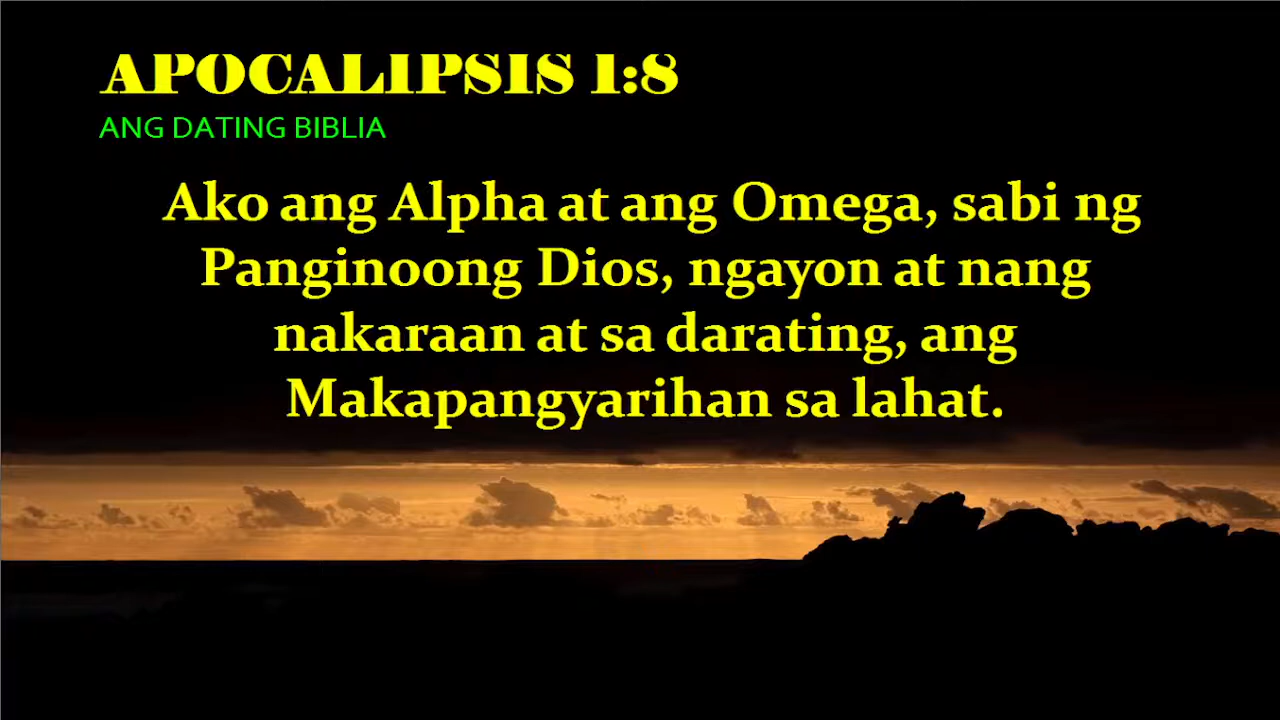 APOCALIPSIS 1:8
ANG DATING BIBLIA
Ako ang Alpha at ang Omega, sabi ng
Panginoong Dios, ngayon at nang
nakaraan at sa darating, ang
Makapangyarihan sa lahat.